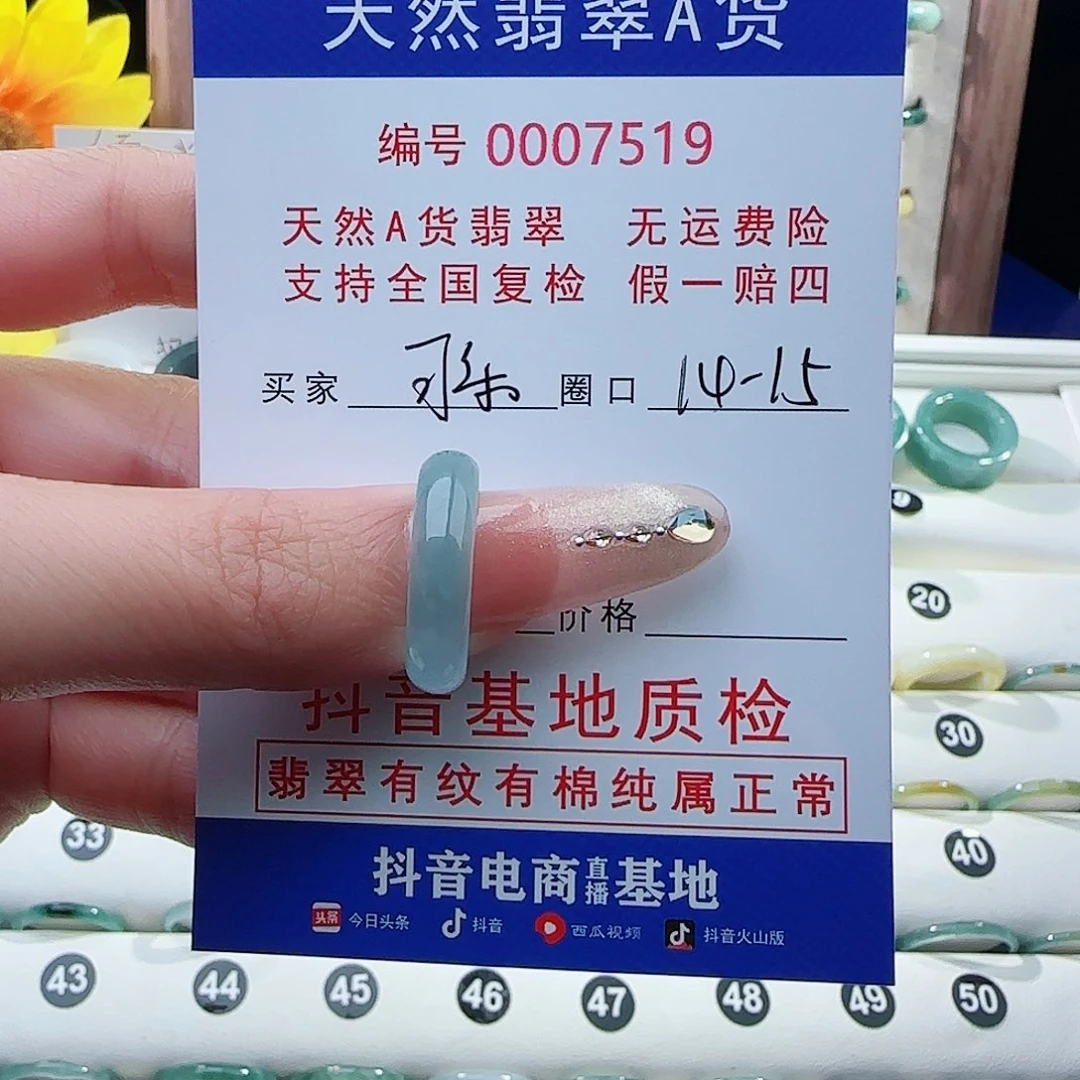 天然翡翠A货
编号 0007519
天然A货翡翠 无运费险
支持全国复检 假一赔四
买家 圈口 14-15
价格
抖音基地质检
翡翠有纹有棉纯属正常
抖音电商直播基地
头条 今日头条 抖音 西瓜视频 抖音火山版
20
30
33
40
43 44 45 46 47 48 49 50